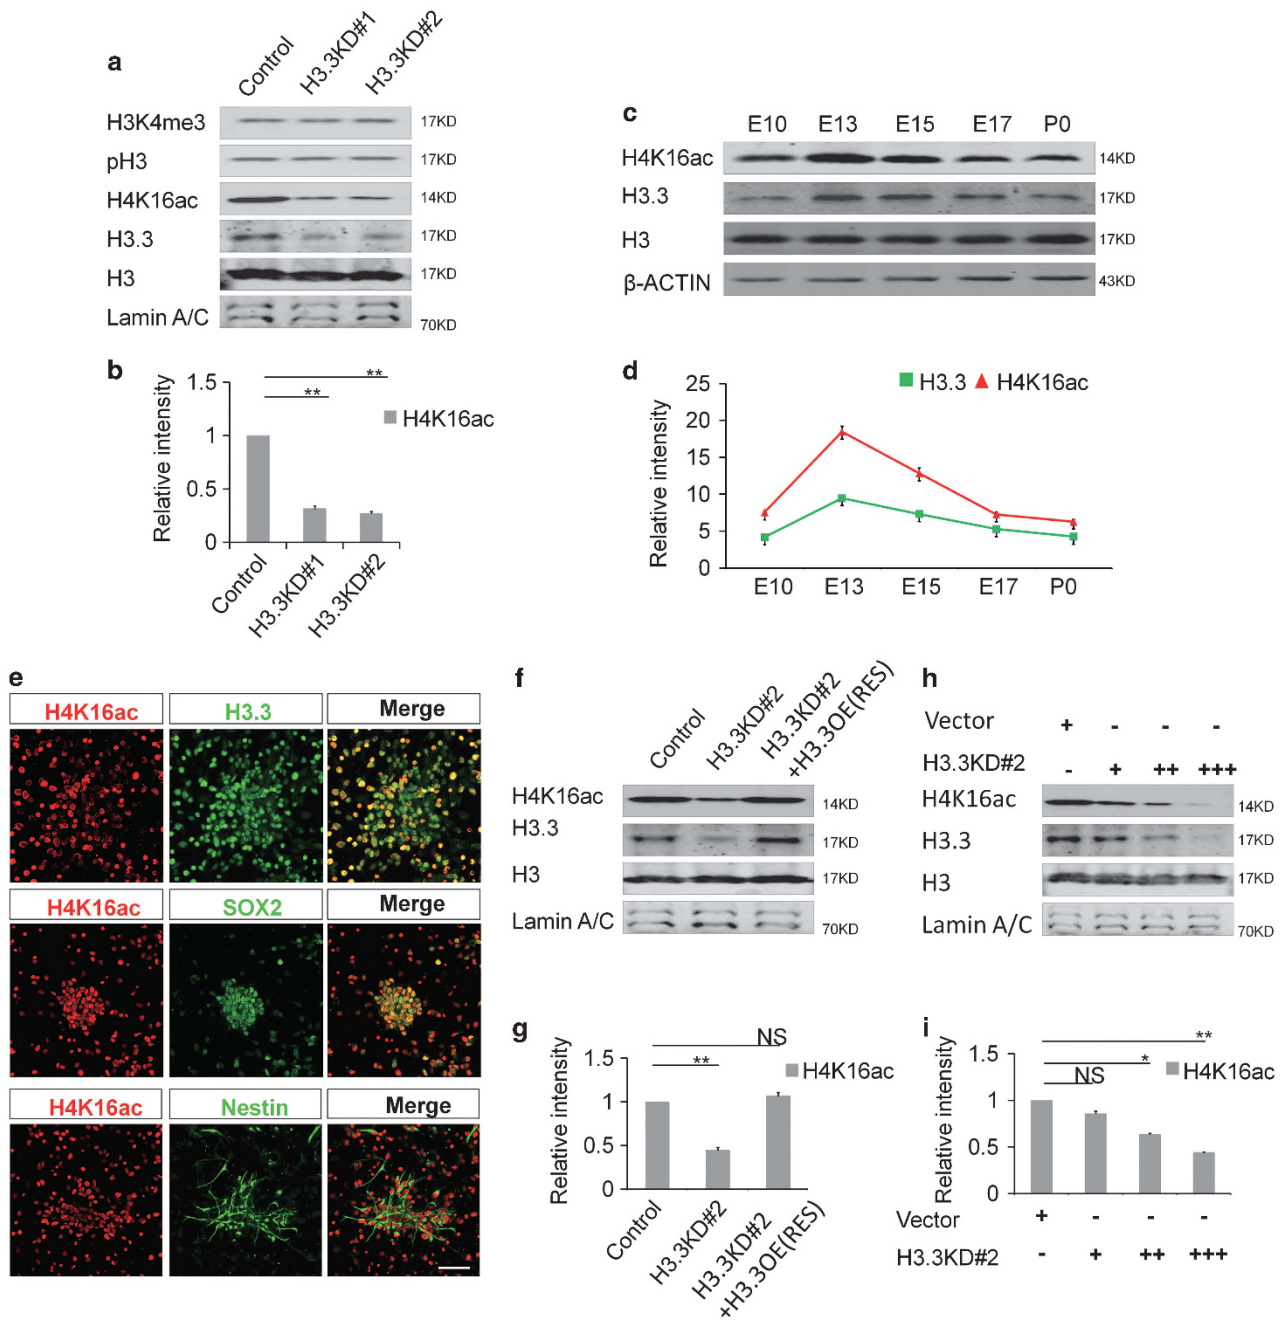 a
Control
H3.3KD#1
H3.3KD#2
H3K4me3
17KD
pH3
17KD
H4K16ac
14KD
H3.3
17KD
H3
17KD
Lamin A/C
70KD
b
Relative intensity
1.5
1
0.5
0
**
**
H4K16ac
Control
H3.3KD#1
H3.3KD#2
c
E10 E13 E15 E17 P0
H4K16ac
14KD
H3.3
17KD
H3
17KD
β-ACTIN
43KD
d
H3.3 H4K16ac
Relative intensity
25
20
15
10
5
0
E10 E13 E15 E17 P0
e
H4K16ac H3.3 Merge
H4K16ac SOX2 Merge
H4K16ac Nestin Merge
f
Control
H3.3KD#2
H3.3KD#2
+H3.3OE(RES)
H4K16ac
14KD
H3.3
17KD
H3
17KD
Lamin A/C
70KD
g
Relative intensity
1.5
1
0.5
0
NS
**
H4K16ac
Control
H3.3KD#2
H3.3KD#2
+H3.3OE(RES)
h
Vector + - - -
H3.3KD#2 - + ++ +++
H4K16ac
14KD
H3.3
17KD
H3
17KD
Lamin A/C
70KD
i
Relative intensity
1.5
1
0.5
0
**
*
NS
H4K16ac
Vector + - - -
H3.3KD#2 - + ++ +++